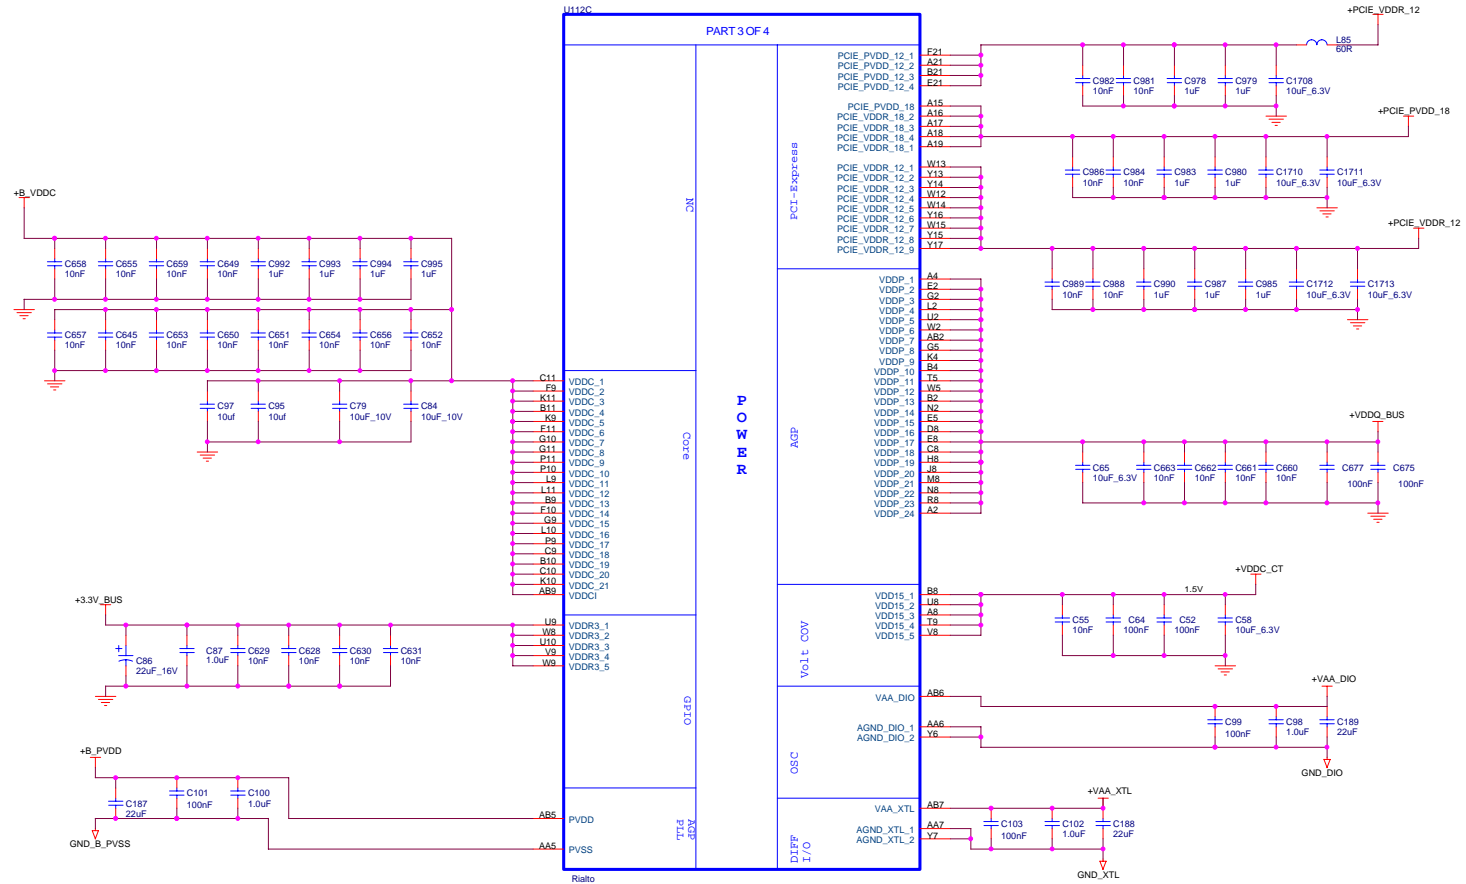 U112C
PART 3 OF 4
POWER
NC
Core
GPIO
AGP
PLL
PCI-Express
AGP
Volt COV
OSC
DIFF
I/O
Rialto
+B_VDDC
C658
10nF
C655
10nF
C659
10nF
C649
10nF
C992
1uF
C993
1uF
C994
1uF
C995
1uF
C657
10nF
C645
10nF
C653
10nF
C650
10nF
C651
10nF
C654
10nF
C656
10nF
C652
10nF
C97
10uf
C95
10uf
C79
10uF_10V
C84
10uF_10V
C11 VDDC_1
F9 VDDC_2
K11 VDDC_3
B11 VDDC_4
K9 VDDC_5
F11 VDDC_6
G10 VDDC_7
G11 VDDC_8
P11 VDDC_9
P10 VDDC_10
L9 VDDC_11
L11 VDDC_12
B9 VDDC_13
F10 VDDC_14
G9 VDDC_15
L10 VDDC_16
P9 VDDC_17
C9 VDDC_18
B10 VDDC_19
C10 VDDC_20
K10 VDDC_21
AB9 VDDCI
+3.3V_BUS
C86
22uF_16V
C87
1.0uF
C629
10nF
C628
10nF
C630
10nF
C631
10nF
U9 VDDR3_1
W8 VDDR3_2
U10 VDDR3_3
V9 VDDR3_4
W9 VDDR3_5
+B_PVDD
C187
22uF
C101
100nF
C100
1.0uF
GND_B_PVSS
AB5 PVDD
AA5 PVSS
PCIE_PVDD_12_1 F21
PCIE_PVDD_12_2 A21
PCIE_PVDD_12_3 B21
PCIE_PVDD_12_4 E21
PCIE_PVDD_18 A15
PCIE_VDDR_18_2 A16
PCIE_VDDR_18_3 A17
PCIE_VDDR_18_4 A18
PCIE_VDDR_18_1 A19
PCIE_VDDR_12_1 W13
PCIE_VDDR_12_2 Y13
PCIE_VDDR_12_3 Y14
PCIE_VDDR_12_4 W12
PCIE_VDDR_12_5 W14
PCIE_VDDR_12_6 Y16
PCIE_VDDR_12_7 W15
PCIE_VDDR_12_8 Y15
PCIE_VDDR_12_9 Y17
VDDP_1 A4
VDDP_2 E2
VDDP_3 G2
VDDP_4 L2
VDDP_5 U2
VDDP_6 W2
VDDP_7 AB2
VDDP_8 G5
VDDP_9 K4
VDDP_10 B4
VDDP_11 T5
VDDP_12 W5
VDDP_13 B2
VDDP_14 N2
VDDP_15 E5
VDDP_16 D8
VDDP_17 E8
VDDP_18 C8
VDDP_19 H8
VDDP_20 J8
VDDP_21 M8
VDDP_22 N8
VDDP_23 R8
VDDP_24 A2
VDD15_1 B8
VDD15_2 U8
VDD15_3 A8
VDD15_4 T9
VDD15_5 V8
VAA_DIO AB6
AGND_DIO_1 AA6
AGND_DIO_2 Y6
VAA_XTL AB7
AGND_XTL_1 AA7
AGND_XTL_2 Y7
+PCIE_VDDR_12
L85
60R
C982
10nF
C981
10nF
C978
1uF
C979
1uF
C1708
10uF_6.3V
+PCIE_PVDD_18
C986
10nF
C984
10nF
C983
1uF
C980
1uF
C1710
10uF_6.3V
C1711
10uF_6.3V
+PCIE_VDDR_12
C989
10nF
C988
10nF
C990
1uF
C987
1uF
C985
1uF
C1712
10uF_6.3V
C1713
10uF_6.3V
+VDDQ_BUS
C65
10uF_6.3V
C663
10nF
C662
10nF
C661
10nF
C660
10nF
C677
100nF
C675
100nF
+VDDC_CT
1.5V
C55
10nF
C64
100nF
C52
100nF
C58
10uF_6.3V
+VAA_DIO
C99
100nF
C98
1.0uF
C189
22uF
GND_DIO
+VAA_XTL
C103
100nF
C102
1.0uF
C188
22uF
GND_XTL